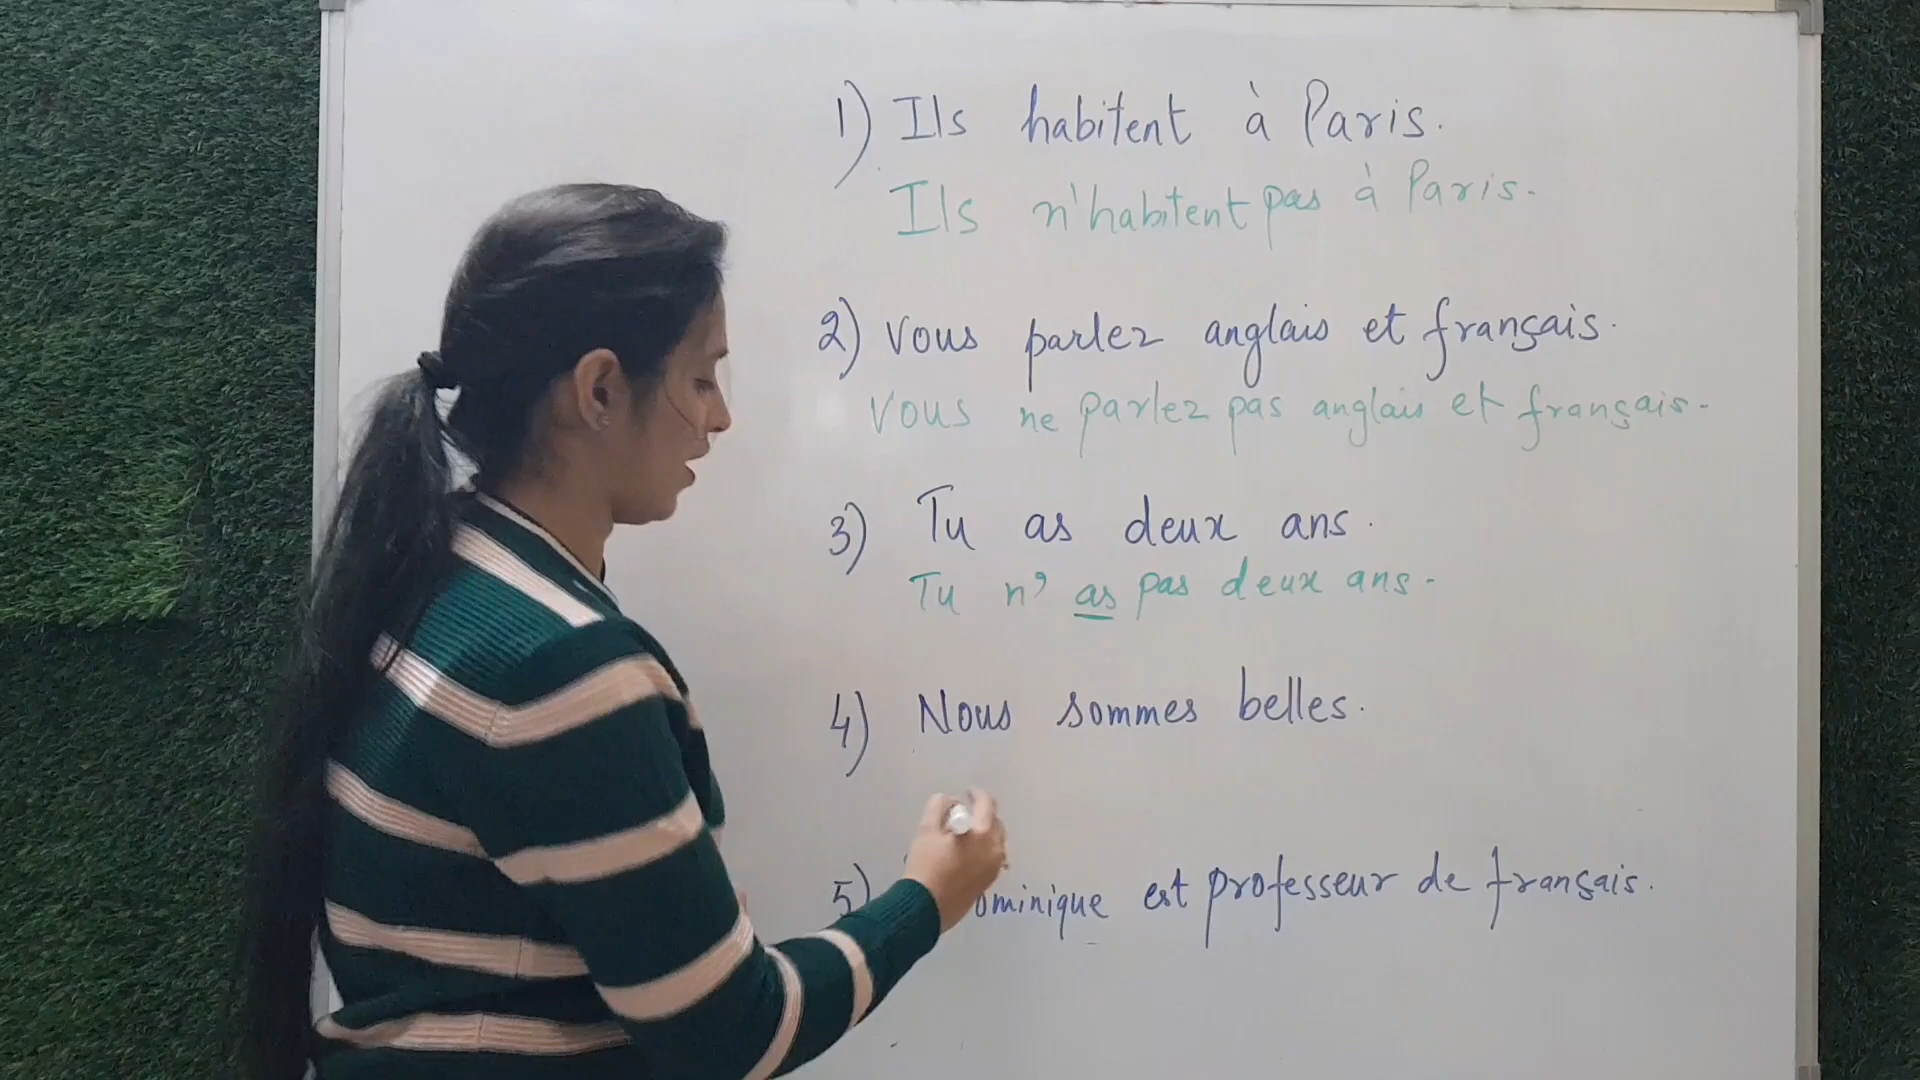 1) Ils habitent à Paris.
Ils n'habitent pas à Paris.
2) Vous parlez anglais et français.
Vous ne parlez pas anglais et français.
3) Tu as deux ans.
Tu n' as pas deux ans.
4) Nous sommes belles.
5) ominique est professeur de français.